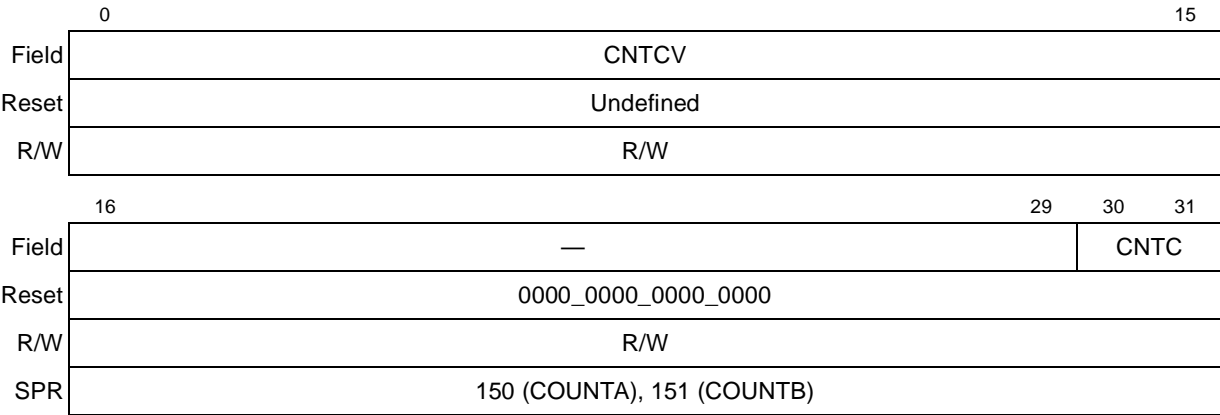 0 15
Field CNTCV
Reset Undefined
R/W R/W
16 29 30 31
Field — CNTC
Reset 0000_0000_0000_0000
R/W R/W
SPR 150 (COUNTA), 151 (COUNTB)